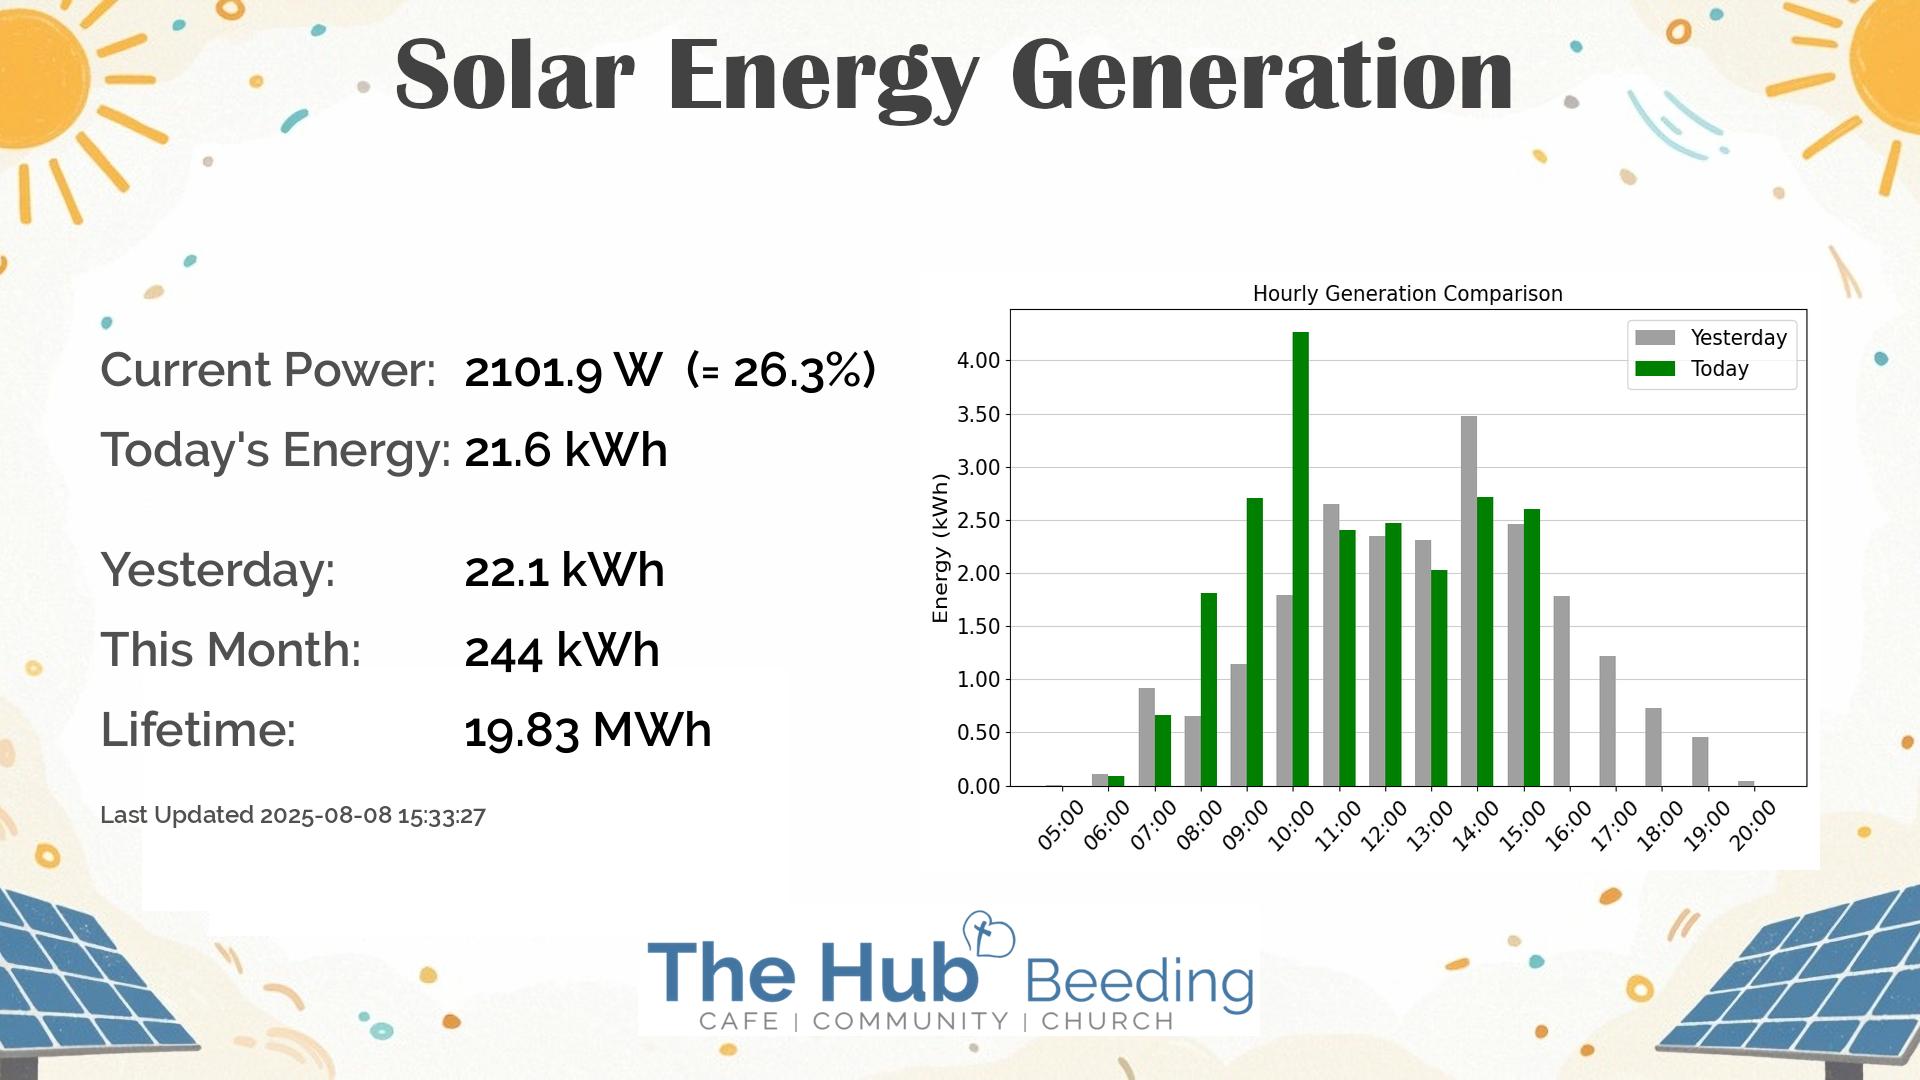 Solar Energy Generation
Current Power: 2101.9 W (= 26.3%)
Today's Energy: 21.6 kWh
Yesterday: 22.1 kWh
This Month: 244 kWh
Lifetime: 19.83 MWh
Last Updated 2025-08-08 15:33:27
Hourly Generation Comparison
Yesterday
Today
Energy (kWh)
4.00
3.50
3.00
2.50
2.00
1.50
1.00
0.50
0.00
05:00 06:00 07:00 08:00 09:00 10:00 11:00 12:00 13:00 14:00 15:00 16:00 17:00 18:00 19:00 20:00
The Hub Beeding
CAFE | COMMUNITY | CHURCH